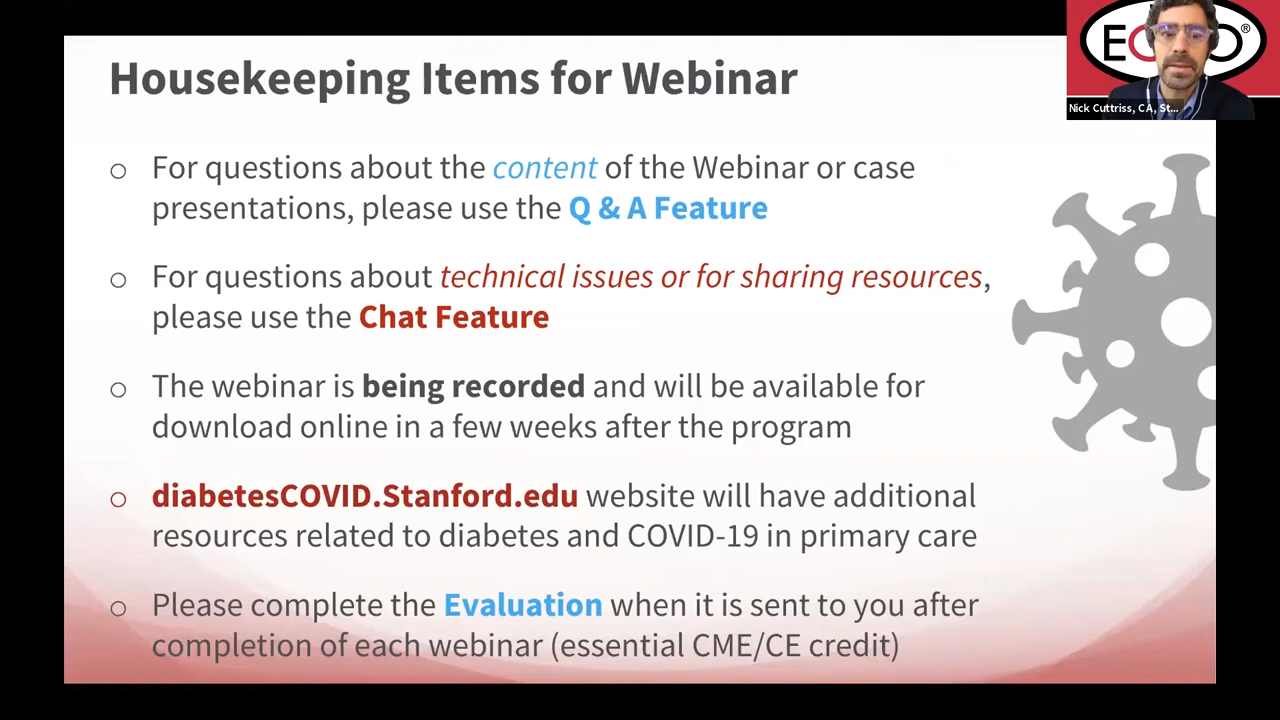 Housekeeping Items for Webinar
ECHO®
Nick Cuttriss, CA, St...
o For questions about the content of the Webinar or case
presentations, please use the Q & A Feature
o For questions about technical issues or for sharing resources,
please use the Chat Feature
o The webinar is being recorded and will be available for
download online in a few weeks after the program
o diabetesCOVID.Stanford.edu website will have additional
resources related to diabetes and COVID-19 in primary care
o Please complete the Evaluation when it is sent to you after
completion of each webinar (essential CME/CE credit)